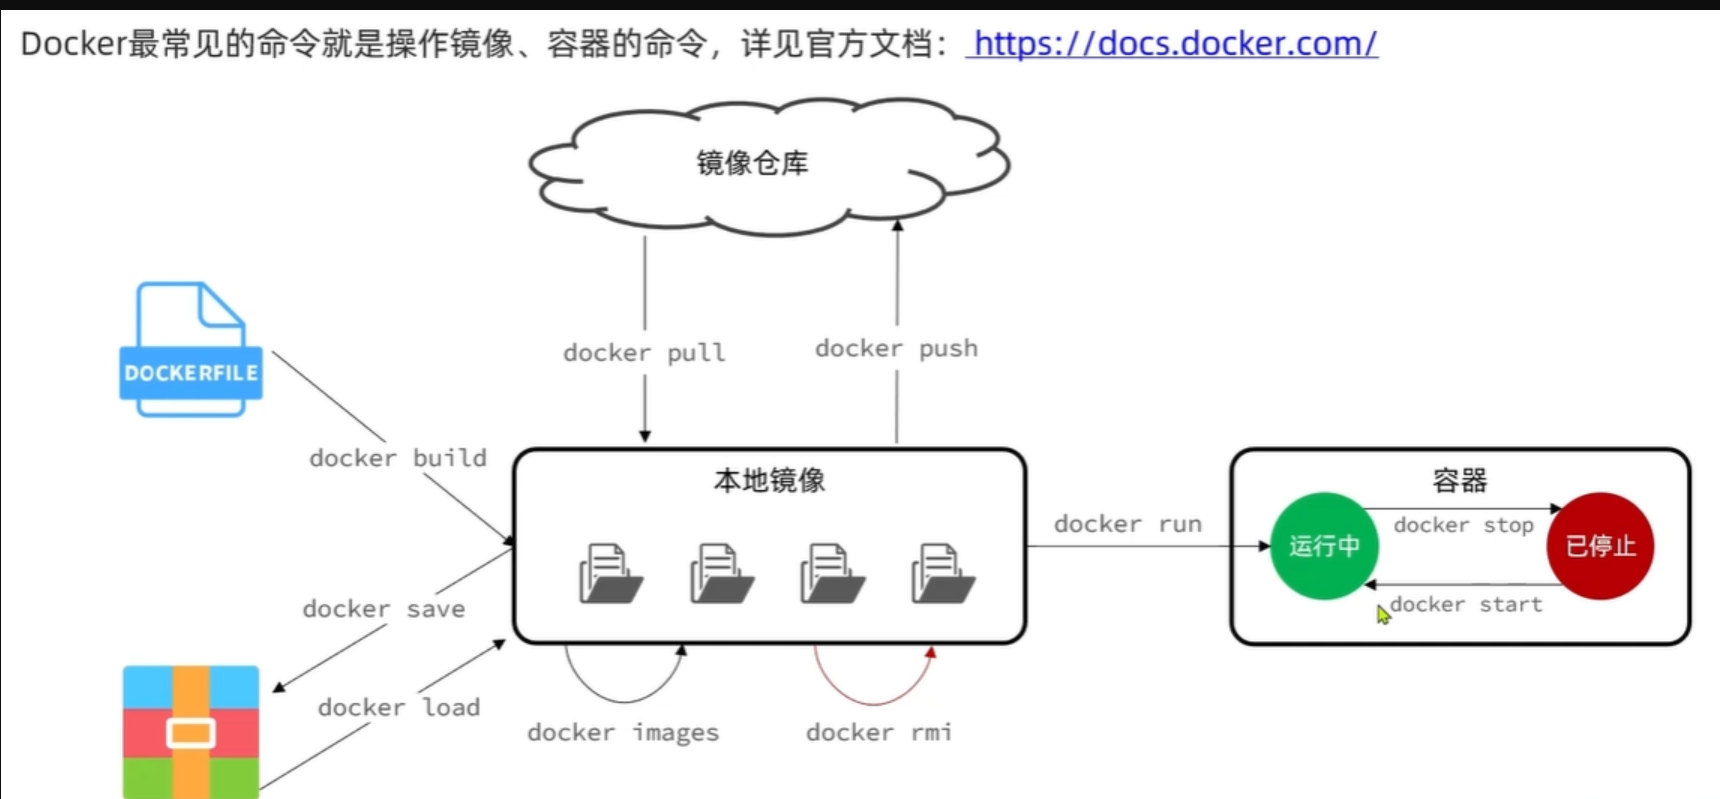 Docker最常见的命令就是操作镜像、容器的命令，详见官方文档： https://docs.docker.com/
镜像仓库
docker pull
docker push
DOCKERFILE
docker build
本地镜像
容器
docker run
运行中
docker stop
已停止
docker start
docker save
docker load
docker images
docker rmi